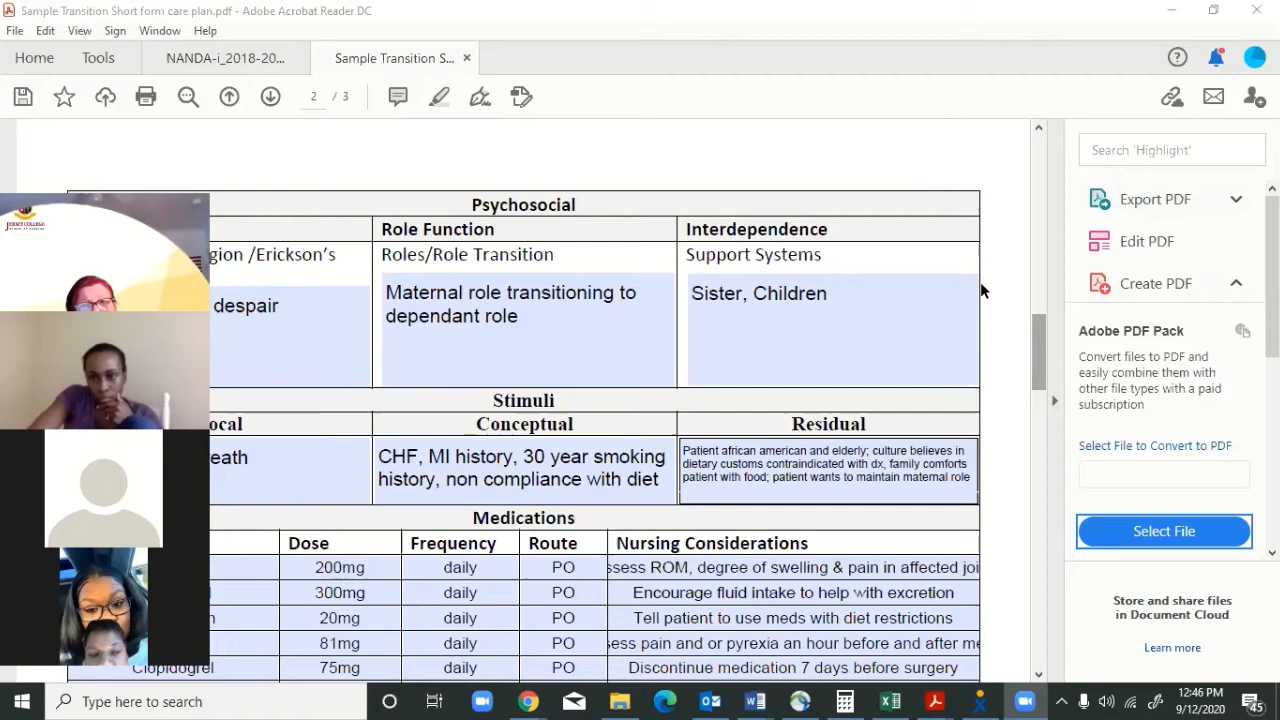 Sample Transition Short form care plan.pdf - Adobe Acrobat Reader DC
File Edit View Sign Window Help
Home Tools NANDA-i_2018-20... Sample Transition S... ×
2 / 3
Search 'Highlight'
Export PDF
Edit PDF
Create PDF
Adobe PDF Pack
Convert files to PDF and
easily combine them with
other file types with a paid
subscription
Select File to Convert to PDF
Select File
Store and share files
in Document Cloud
Learn more
JERSEY COLLEGE
Psychosocial
Role Function Interdependence
gion /Erickson's Roles/Role Transition Support Systems
despair Maternal role transitioning to Sister, Children
dependant role
Stimuli
ocal Conceptual Residual
eath CHF, MI history, 30 year smoking
history, non compliance with diet
Patient african american and elderly; culture believes in
dietary customs contraindicated with dx, family comforts
patient with food; patient wants to maintain maternal role
Medications
Dose Frequency Route Nursing Considerations
200mg daily PO ssess ROM, degree of swelling & pain in affected joi
300mg daily PO Encourage fluid intake to help with excretion
20mg daily PO Tell patient to use meds with diet restrictions
81mg daily PO sess pain and or pyrexia an hour before and after me
Clopidogrel 75mg daily PO Discontinue medication 7 days before surgery
Type here to search
12:46 PM
9/12/2020
45